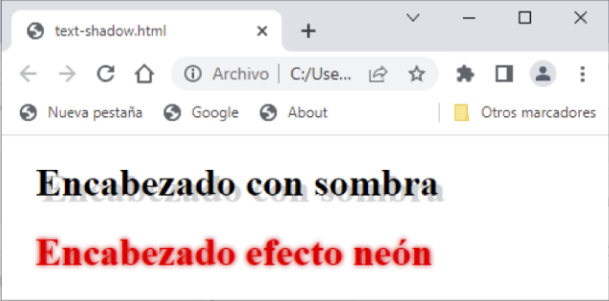 text-shadow.html
Archivo | C:/Use...
Nueva pestaña Google About Otros marcadores
Encabezado con sombra
Encabezado efecto neón